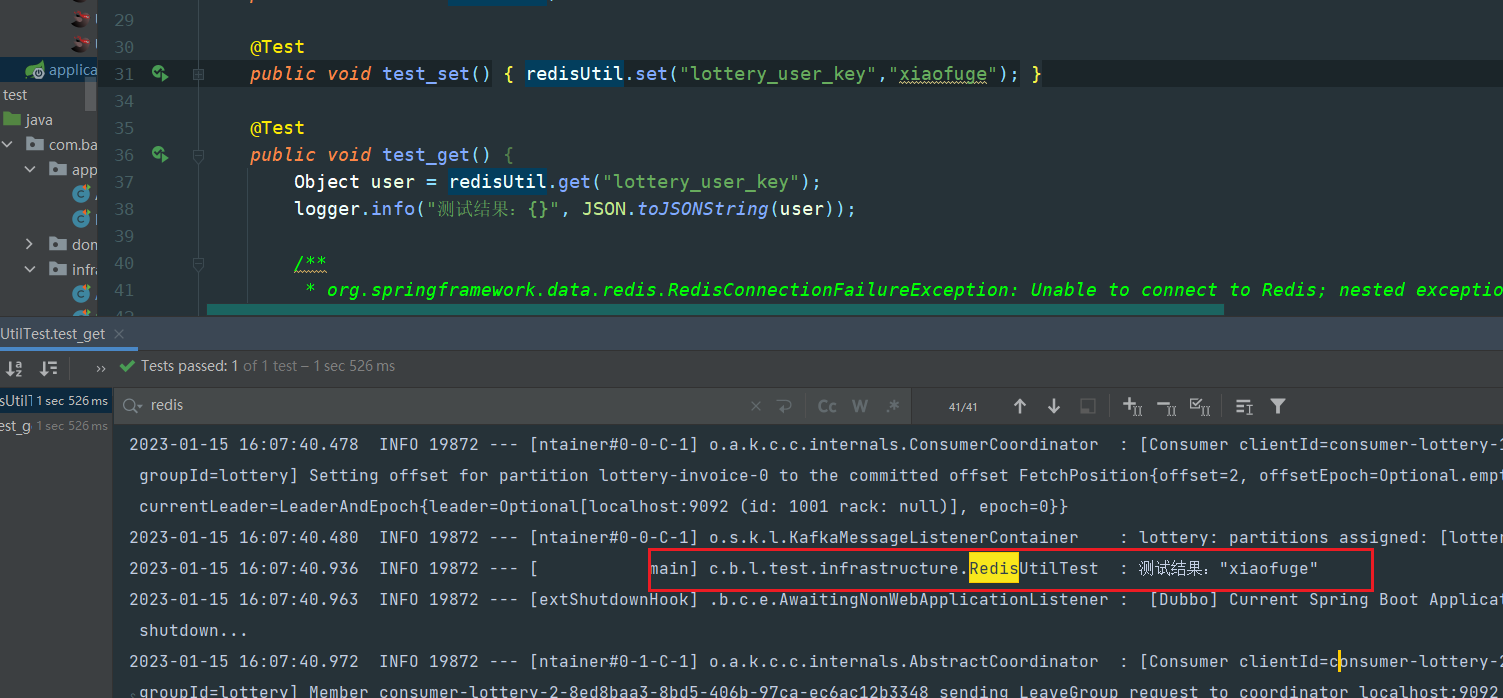 29
30 @Test
applica 31 public void test_set() { redisUtil.set("lottery_user_key","xiaofuge"); }
test 34
java 35 @Test
com.ba 36 public void test_get() {
app 37 Object user = redisUtil.get("lottery_user_key");
38 logger.info("测试结果：{}", JSON.toJSONString(user));
39
don 40 /**
infra 41 * org.springframework.data.redis.RedisConnectionFailureException: Unable to connect to Redis; nested exceptio
UtilTest.test_get ×
» Tests passed: 1 of 1 test – 1 sec 526 ms
sUtilT 1 sec 526 ms redis × Cc W .* 41/41
est_g 1 sec 526 ms
2023-01-15 16:07:40.478 INFO 19872 --- [ntainer#0-0-C-1] o.a.k.c.c.internals.ConsumerCoordinator : [Consumer clientId=consumer-lottery-1
groupId=lottery] Setting offset for partition lottery-invoice-0 to the committed offset FetchPosition{offset=2, offsetEpoch=Optional.empt
currentLeader=LeaderAndEpoch{leader=Optional[localhost:9092 (id: 1001 rack: null)], epoch=0}}
2023-01-15 16:07:40.480 INFO 19872 --- [ntainer#0-0-C-1] o.s.k.l.KafkaMessageListenerContainer : lottery: partitions assigned: [lotter
2023-01-15 16:07:40.936 INFO 19872 --- [ main] c.b.l.test.infrastructure.RedisUtilTest : 测试结果："xiaofuge"
2023-01-15 16:07:40.963 INFO 19872 --- [extShutdownHook] .b.c.e.AwaitingNonWebApplicationListener : [Dubbo] Current Spring Boot Applicat
shutdown...
2023-01-15 16:07:40.972 INFO 19872 --- [ntainer#0-1-C-1] o.a.k.c.c.internals.AbstractCoordinator : [Consumer clientId=consumer-lottery-2
groupId=lottery] Member consumer-lottery-2-8ed8baa3-8bd5-406b-97ca-ec6ac12b3348 sending LeaveGroup request to coordinator localhost:9092